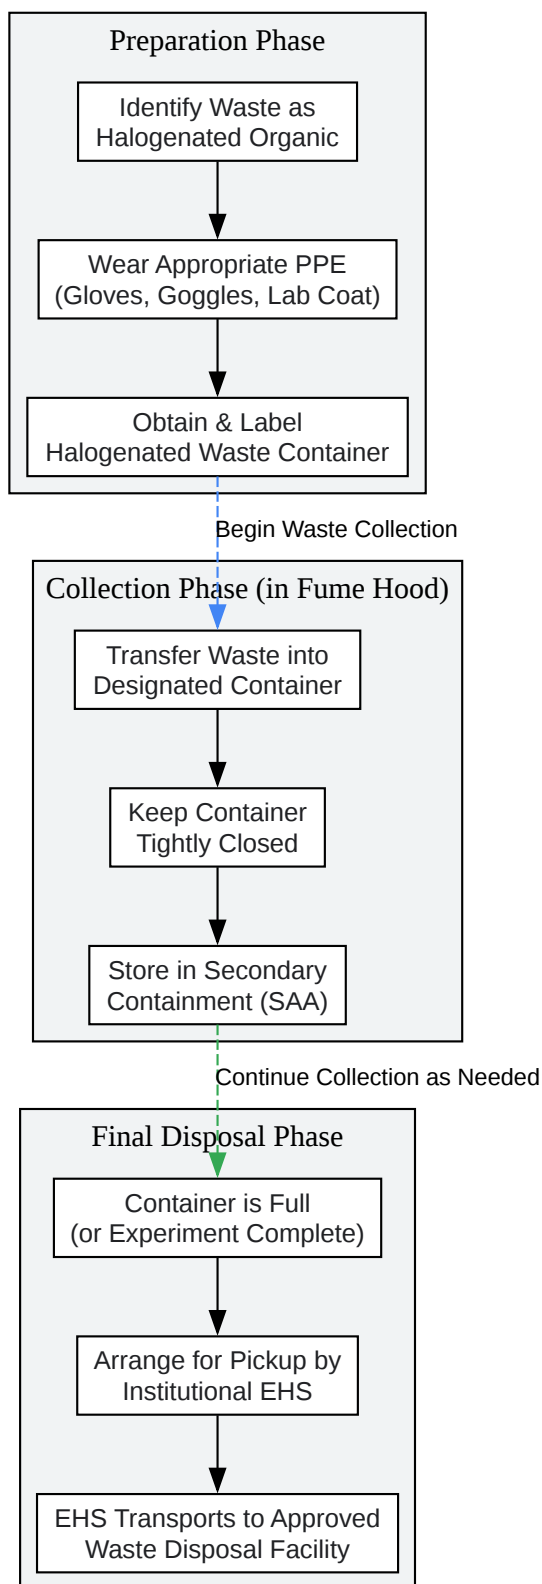 Preparation Phase
Identify Waste as
Halogenated Organic
Wear Appropriate PPE
(Gloves, Goggles, Lab Coat)
Obtain & Label
Halogenated Waste Container
Begin Waste Collection
Collection Phase (in Fume Hood)
Transfer Waste into
Designated Container
Keep Container
Tightly Closed
Store in Secondary
Containment (SAA)
Continue Collection as Needed
Final Disposal Phase
Container is Full
(or Experiment Complete)
Arrange for Pickup by
Institutional EHS
EHS Transports to Approved
Waste Disposal Facility